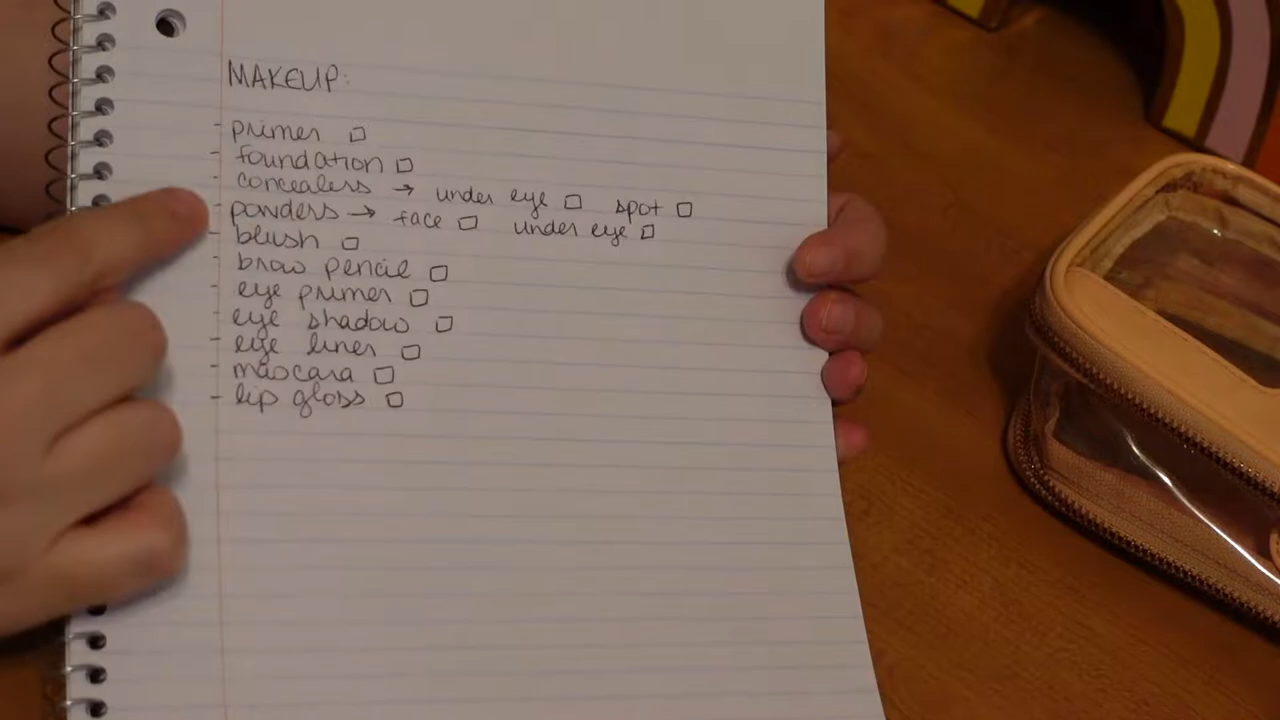 MAKEUP:
- primer □
- foundation □
- concealers → under eye □ spot □
- powders → face □ under eye □
- blush □
- brow pencil □
- eye primer □
- eye shadow □
- eye liner □
- mascara □
- lip gloss □